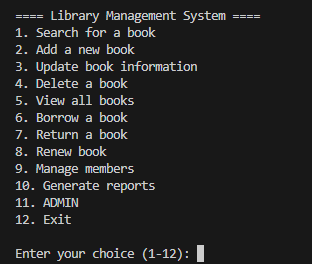 ==== Library Management System ====
1. Search for a book
2. Add a new book
3. Update book information
4. Delete a book
5. View all books
6. Borrow a book
7. Return a book
8. Renew book
9. Manage members
10. Generate reports
11. ADMIN
12. Exit
Enter your choice (1-12):